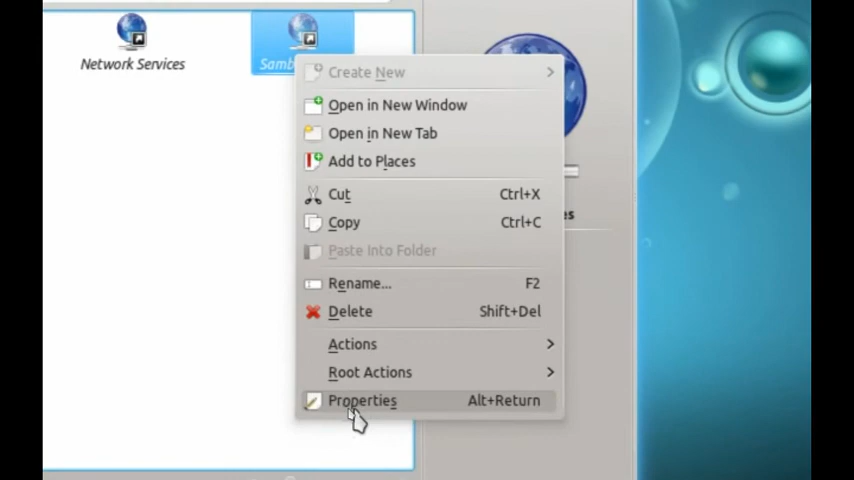 Network Services
Create New
Open in New Window
Open in New Tab
Add to Places
Cut Ctrl+X
Copy Ctrl+C
Paste Into Folder
Rename... F2
Delete Shift+Del
Actions
Root Actions
Properties Alt+Return